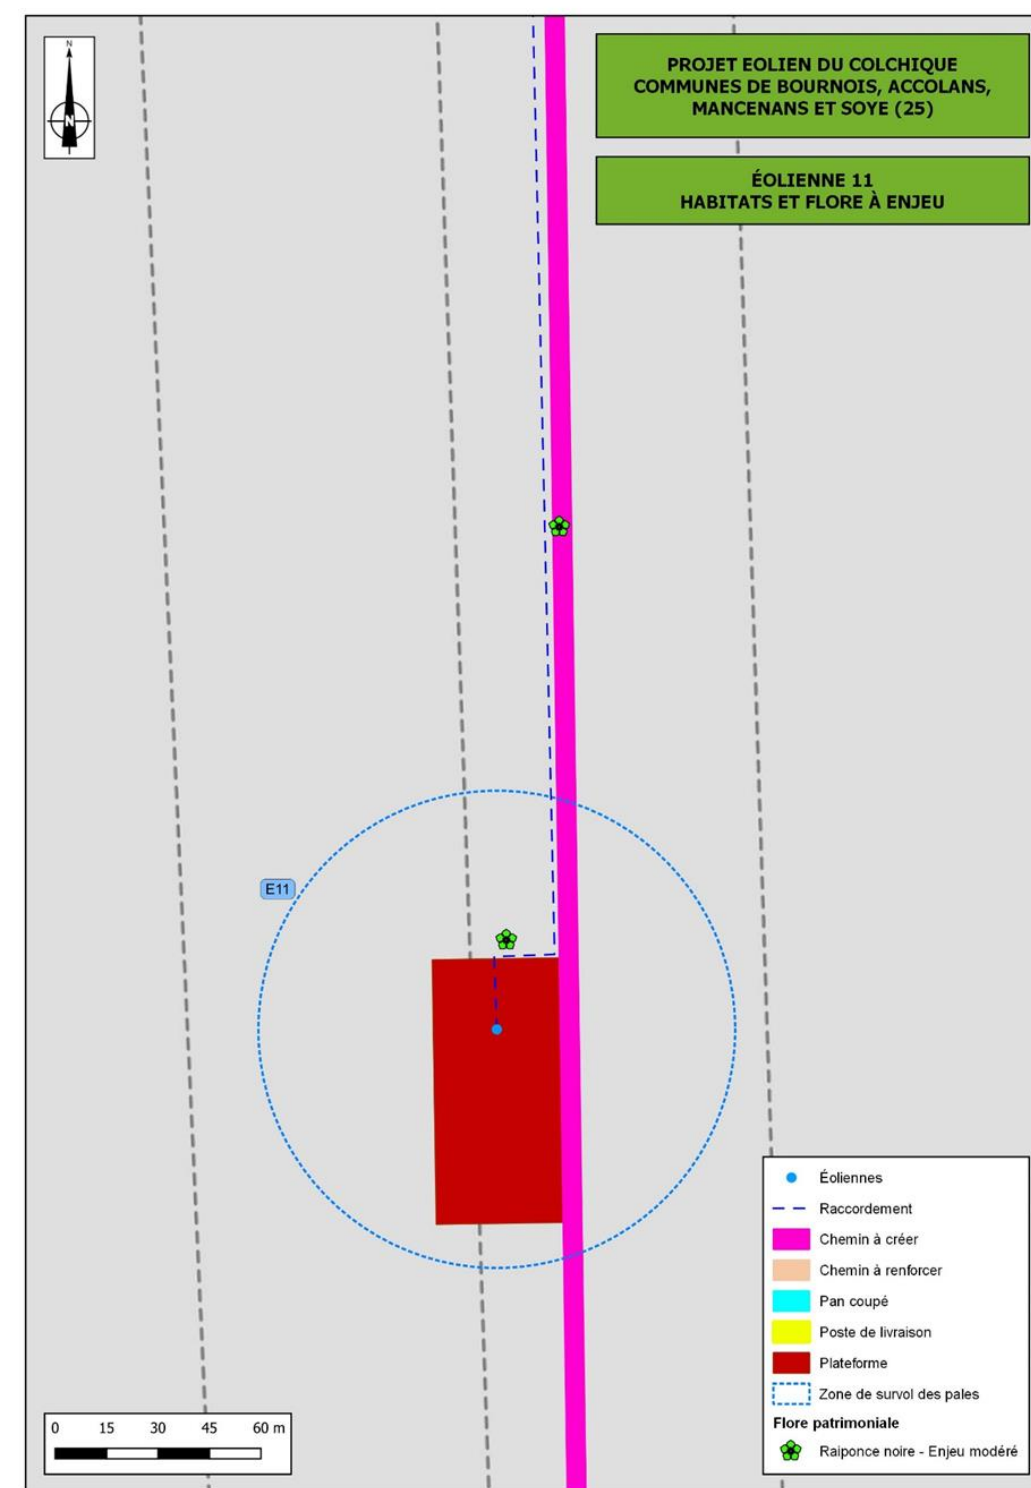 N
N
PROJET EOLIEN DU COLCHIQUE
COMMUNES DE BOURNOIS, ACCOLANS,
MANCENANS ET SOYE (25)
ÉOLIENNE 11
HABITATS ET FLORE À ENJEU
E11
Éoliennes
Raccordement
Chemin à créer
Chemin à renforcer
Pan coupé
Poste de livraison
Plateforme
Zone de survol des pales
Flore patrimoniale
Raiponce noire - Enjeu modéré
0 15 30 45 60 m